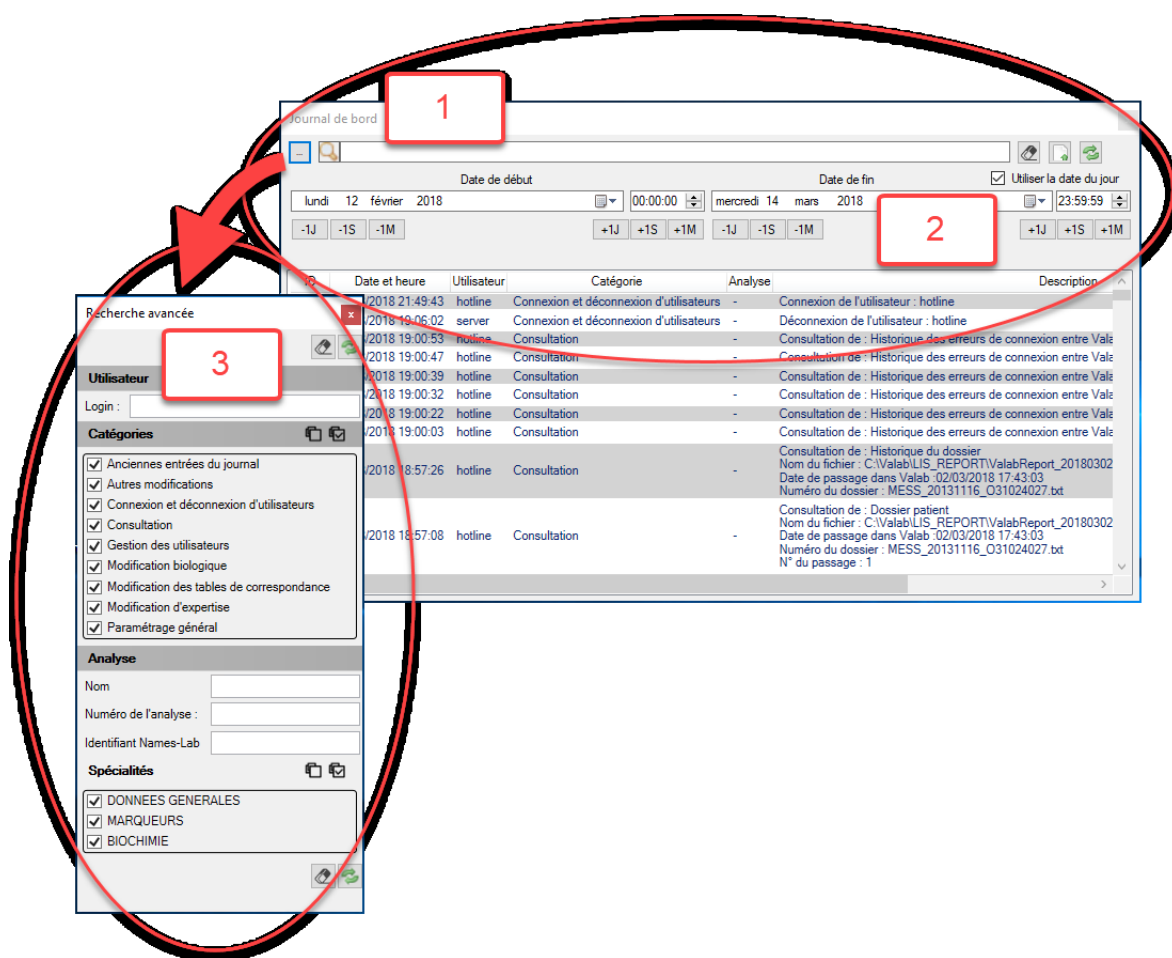 1
Journal de bord
...
Date de début
Date de fin
Utiliser la date du jour
lundi 12 février 2018
00:00:00
mercredi 14 mars 2018
23:59:59
-1J -1S -1M
+1J +1S +1M
-1J -1S -1M
2
+1J +1S +1M
ID Date et heure Utilisateur Catégorie Analyse Description
/2018 21:49:43 hotline Connexion et déconnexion d'utilisateurs - Connexion de l'utilisateur : hotline
/2018 19:06:02 server Connexion et déconnexion d'utilisateurs - Déconnexion de l'utilisateur : hotline
/2018 19:00:53 hotline Consultation - Consultation de : Historique des erreurs de connexion entre Vala
/2018 19:00:47 hotline Consultation - Consultation de : Historique des erreurs de connexion entre Vala
/2018 19:00:39 hotline Consultation - Consultation de : Historique des erreurs de connexion entre Vala
/2018 19:00:32 hotline Consultation - Consultation de : Historique des erreurs de connexion entre Vala
/2018 19:00:22 hotline Consultation - Consultation de : Historique des erreurs de connexion entre Vala
/2018 19:00:03 hotline Consultation - Consultation de : Historique des erreurs de connexion entre Vala
/2018 18:57:26 hotline Consultation - Consultation de : Historique du dossier
Nom du fichier : C:\Valab\LIS_REPORT\ValabReport_20180302
Date de passage dans Valab :02/03/2018 17:43:03
Numéro du dossier : MESS_20131116_O31024027.txt
/2018 18:57:08 hotline Consultation - Consultation de : Dossier patient
Nom du fichier : C:\Valab\LIS_REPORT\ValabReport_20180302
Date de passage dans Valab :02/03/2018 17:43:03
Numéro du dossier : MESS_20131116_O31024027.txt
N° du passage : 1
Recherche avancée
x
3
Utilisateur
Login :
Catégories
Anciennes entrées du journal
Autres modifications
Connexion et déconnexion d'utilisateurs
Consultation
Gestion des utilisateurs
Modification biologique
Modification des tables de correspondance
Modification d'expertise
Paramétrage général
Analyse
Nom
Numéro de l'analyse :
Identifiant Names-Lab
Spécialités
DONNEES GENERALES
MARQUEURS
BIOCHIMIE